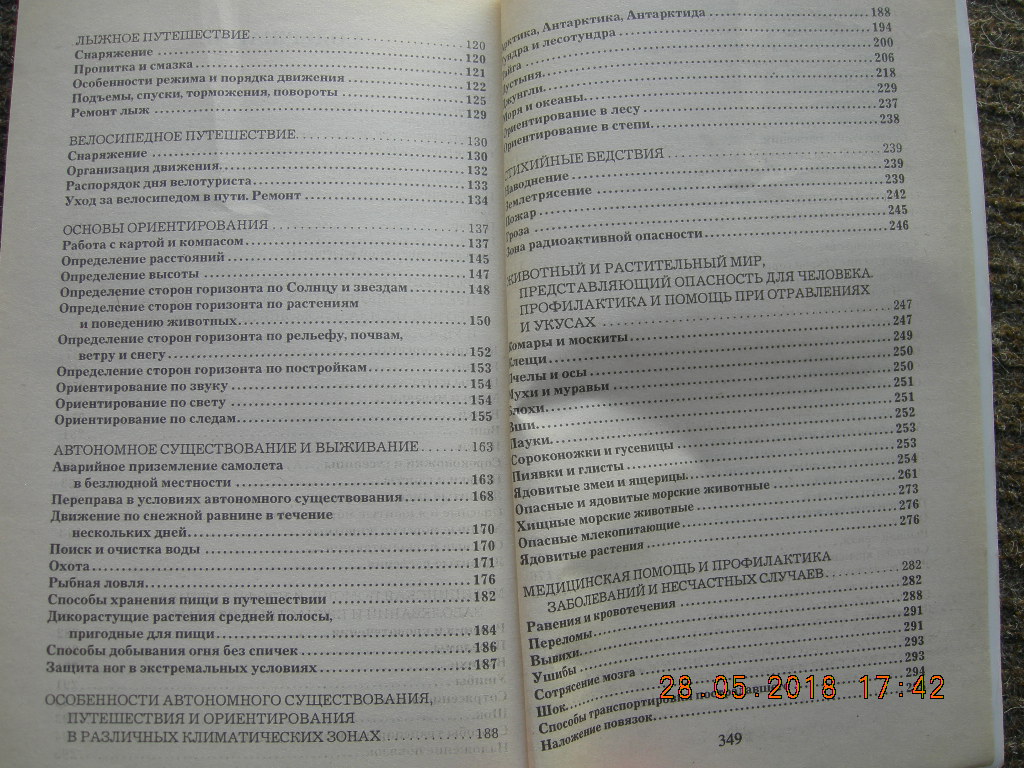 ЛЫЖНОЕ ПУТЕШЕСТВИЕ 120
Снаряжение 120
Пропитка и смазка 121
Особенности режима и порядка движения 122
Подъемы, спуски, торможения, повороты 125
Ремонт лыж 129
ВЕЛОСИПЕДНОЕ ПУТЕШЕСТВИЕ 130
Снаряжение 130
Организация движения 132
Распорядок дня велотуриста 133
Уход за велосипедом в пути. Ремонт 134
ОСНОВЫ ОРИЕНТИРОВАНИЯ 137
Работа с картой и компасом 137
Определение расстояний 145
Определение высоты 147
Определение сторон горизонта по Солнцу и звездам 148
Определение сторон горизонта по растениям
и поведению животных 150
Определение сторон горизонта по рельефу, почвам,
ветру и снегу 152
Определение сторон горизонта по постройкам 153
Ориентирование по звуку 154
Ориентирование по свету 154
Ориентирование по следам 155
АВТОНОМНОЕ СУЩЕСТВОВАНИЕ И ВЫЖИВАНИЕ 163
Аварийное приземление самолета
в безлюдной местности 163
Переправа в условиях автономного существования 168
Движение по снежной равнине в течение
нескольких дней 170
Поиск и очистка воды 170
Охота 171
Рыбная ловля 176
Способы хранения пищи в путешествии 182
Дикорастущие растения средней полосы,
пригодные для пищи 184
Способы добывания огня без спичек 186
Защита ног в экстремальных условиях 187
ОСОБЕННОСТИ АВТОНОМНОГО СУЩЕСТВОВАНИЯ,
ПУТЕШЕСТВИЯ И ОРИЕНТИРОВАНИЯ
В РАЗЛИЧНЫХ КЛИМАТИЧЕСКИХ ЗОНАХ 188
Арктика, Антарктика, Антарктида 188
Тундра и лесотундра 194
Тайга 200
Пустыня 206
Джунгли 218
Моря и океаны 229
Ориентирование в лесу 237
Ориентирование в степи 238
СТИХИЙНЫЕ БЕДСТВИЯ 239
Наводнение 239
Землетрясение 239
Пожар 242
Гроза 245
Зона радиоактивной опасности 246
ЖИВОТНЫЙ И РАСТИТЕЛЬНЫЙ МИР,
ПРЕДСТАВЛЯЮЩИЙ ОПАСНОСТЬ ДЛЯ ЧЕЛОВЕКА.
ПРОФИЛАКТИКА И ПОМОЩЬ ПРИ ОТРАВЛЕНИЯХ
И УКУСАХ 247
Комары и москиты 247
Клещи 249
Пчелы и осы 250
Мухи и муравьи 250
Блохи 251
Вши 251
Пауки 252
Сороконожки и гусеницы 253
Пиявки и глисты 253
Ядовитые змеи и ящерицы 254
Опасные и ядовитые морские животные 261
Хищные морские животные 273
Опасные млекопитающие 276
Ядовитые растения 276
МЕДИЦИНСКАЯ ПОМОЩЬ И ПРОФИЛАКТИКА
ЗАБОЛЕВАНИЙ И НЕСЧАСТНЫХ СЛУЧАЕВ 282
Ранения и кровотечения 282
Переломы 288
Вывихи 291
Ушибы 291
Сотрясение мозга 293
Шок 293
Способы транспортировки 294
Наложение повязок
349
28 05 2018 17:42